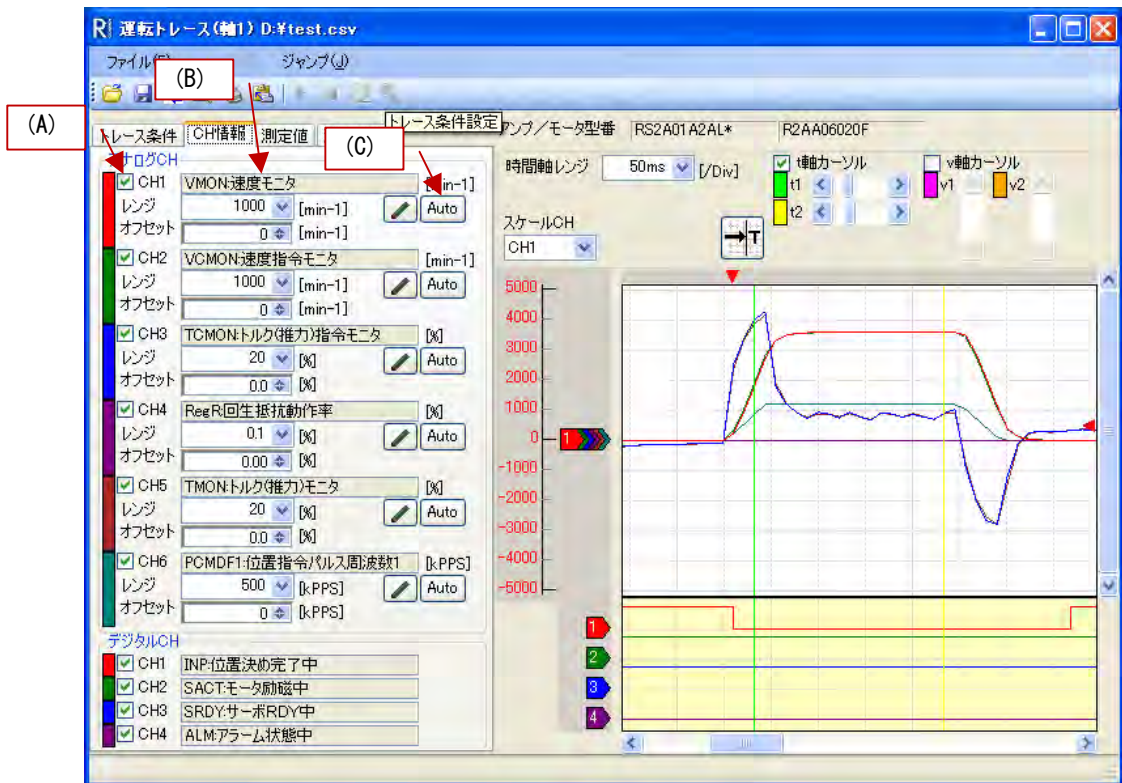 運転トレース(軸1) D:¥test.csv
ジャンプ(J)
(B)
(A)
(C)
トレース条件設定
トレース条件 CH情報 測定値
アンプ/モータ型番 RS2A01A2AL* R2AA06020F
CH1 VMON:速度モニタ
レンジ 1000 [min-1] Auto
オフセット 0 [min-1]
CH2 VCMON:速度指令モニタ [min-1]
レンジ 1000 [min-1] Auto
オフセット 0 [min-1]
CH3 TCMON:トルク(推力)指令モニタ [%]
レンジ 20 [%] Auto
オフセット 0.0 [%]
CH4 RegR:回生抵抗動作率 [%]
レンジ 0.1 [%] Auto
オフセット 0.00 [%]
CH5 TMON:トルク(推力)モニタ [%]
レンジ 20 [%] Auto
オフセット 0.0 [%]
CH6 PCMDF1:位置指令パルス周波数1 [kPPS]
レンジ 500 [kPPS] Auto
オフセット 0 [kPPS]
デジタルCH
CH1 INP:位置決め完了中
CH2 SACT:モータ励磁中
CH3 SRDY:サーボRDY中
CH4 ALM:アラーム状態中
時間軸レンジ 50ms [/Div]
t軸カーソル v軸カーソル
t1 v1 v2
t2
スケールCH
CH1
T
5000
4000
3000
2000
1000
0 1
-1000
-2000
-3000
-4000
-5000
1
2
3
4